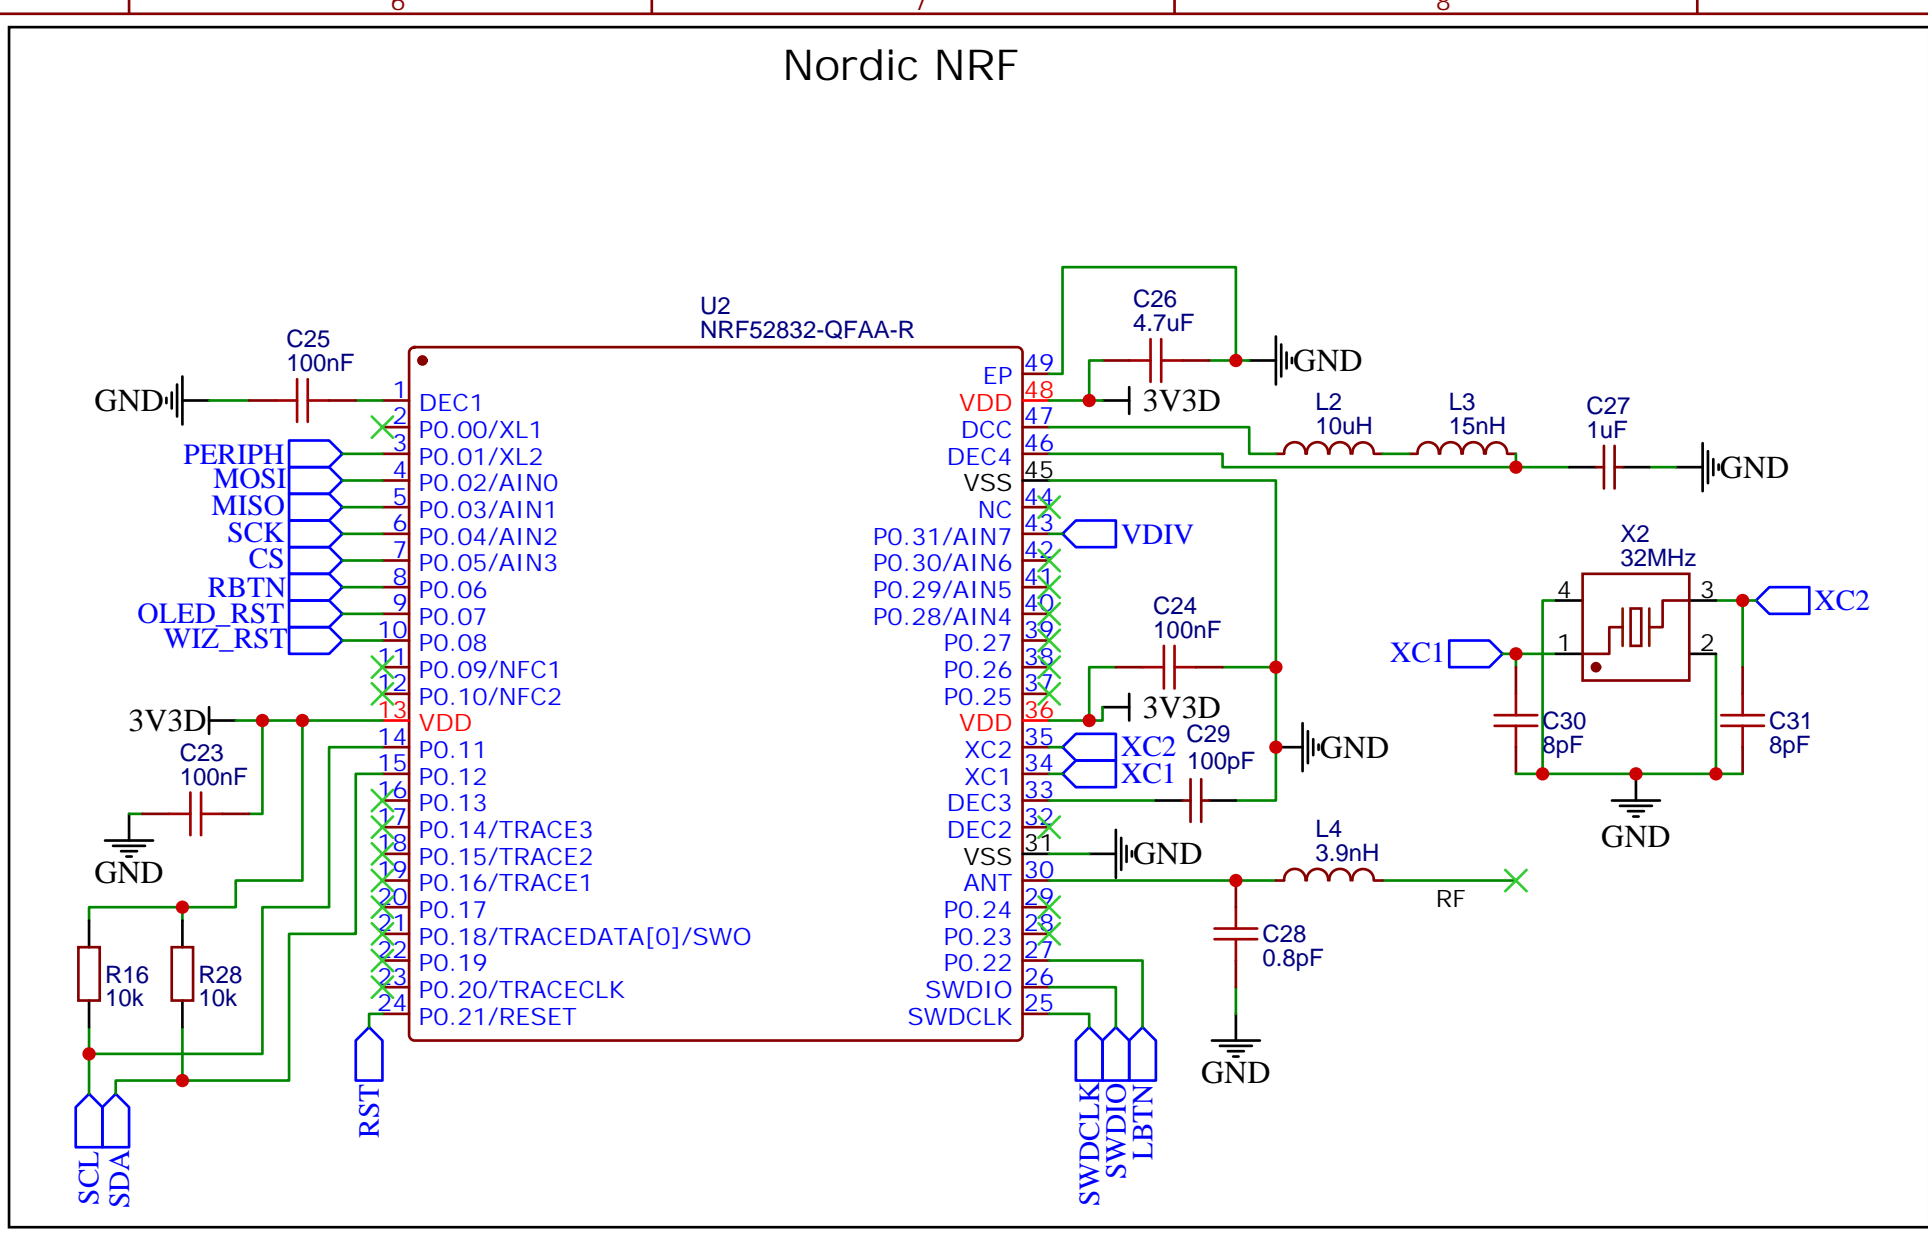 6
7
8
Nordic NRF
U2
NRF52832-QFAA-R
C25
100nF
GND
1
DEC1
2
P0.00/XL1
PERIPH
3
P0.01/XL2
MOSI
4
P0.02/AIN0
MISO
5
P0.03/AIN1
SCK
6
P0.04/AIN2
CS
7
P0.05/AIN3
RBTN
8
P0.06
OLED_RST
9
P0.07
WIZ_RST
10
P0.08
11
P0.09/NFC1
12
P0.10/NFC2
3V3D
13
VDD
14
P0.11
15
P0.12
16
P0.13
17
P0.14/TRACE3
18
P0.15/TRACE2
19
P0.16/TRACE1
20
P0.17
21
P0.18/TRACEDATA[0]/SWO
22
P0.19
23
P0.20/TRACECLK
24
P0.21/RESET
C23
100nF
GND
R16
10k
R28
10k
SCL
SDA
RST
49
EP
48
VDD
47
DCC
46
DEC4
45
VSS
44
NC
43
P0.31/AIN7
VDIV
42
P0.30/AIN6
41
P0.29/AIN5
40
P0.28/AIN4
39
P0.27
38
P0.26
37
P0.25
36
VDD
35
XC2
XC2
34
XC1
XC1
33
DEC3
32
DEC2
31
VSS
GND
30
ANT
29
P0.24
28
P0.23
27
P0.22
26
SWDIO
25
SWDCLK
SWDCLK
SWDIO
LBTN
C26
4.7uF
GND
3V3D
L2
10uH
L3
15nH
C27
1uF
GND
C24
100nF
3V3D
C29
100pF
GND
L4
3.9nH
RF
C28
0.8pF
GND
X2
32MHz
4
3
XC2
XC1
1
2
C30
8pF
C31
8pF
GND